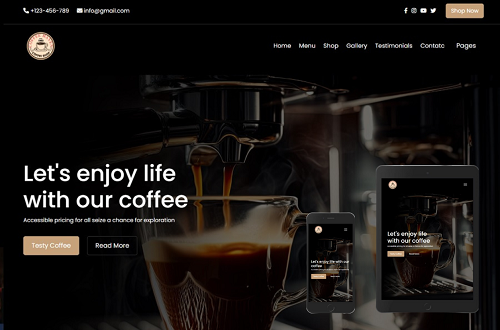 +123-456-789 info@gmail.com Shop Now
Home Menu Shop Gallery Testimonials Contatc Pages
Let's enjoy life
with our coffee
Accessible pricing for all seize a chance for exploration
Testy Coffee Read More
Let's enjoy life with our
coffee
Let's enjoy life
with our coffee